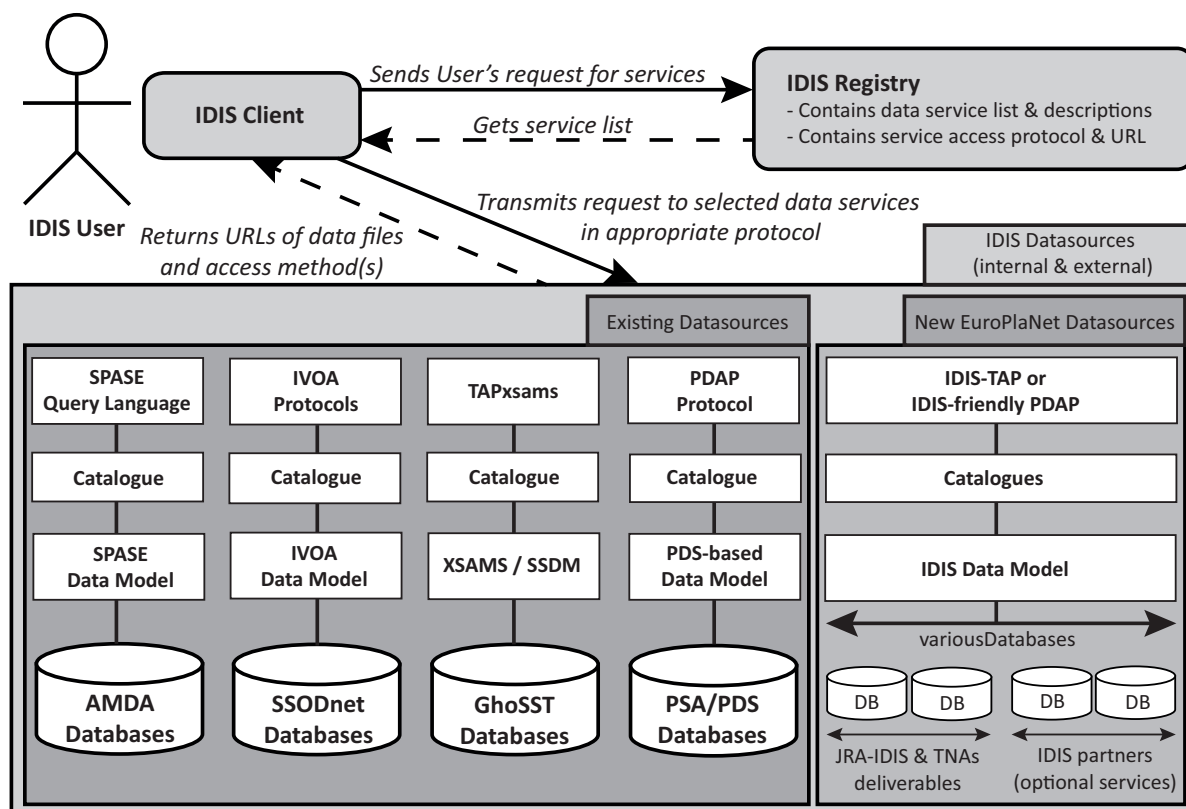 Sends User's request for services
IDIS Client
Gets service list
IDIS Registry
- Contains data service list & descriptions
- Contains service access protocol & URL
IDIS User
Returns URLs of data files
and access method(s)
Transmits request to selected data services
in appropriate protocol
IDIS Datasources
(internal & external)
Existing Datasources
New EuroPlaNet Datasources
SPASE
Query Language
IVOA
Protocols
TAPxsams
PDAP
Protocol
IDIS-TAP or
IDIS-friendly PDAP
Catalogue
Catalogue
Catalogue
Catalogue
Catalogues
SPASE
Data Model
IVOA
Data Model
XSAMS / SSDM
PDS-based
Data Model
IDIS Data Model
variousDatabases
AMDA
Databases
SSODnet
Databases
GhoSST
Databases
PSA/PDS
Databases
DB
DB
DB
DB
JRA-IDIS & TNAs
deliverables
IDIS partners
(optional services)